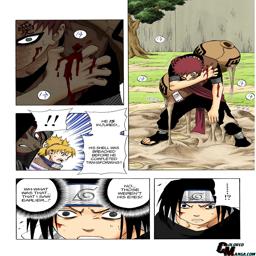 HE IS
INJURED...
HIS SHELL WAS
BREACHED
BEFORE HE
COMPLETED
TRANSFORMING!
!!
WH-WHAT
WAS THAT...
THAT I SAW
EARLIER...?
NO...
THOSE
WEREN'T
HIS EYES!
!?
COLORED
MANGA.COM